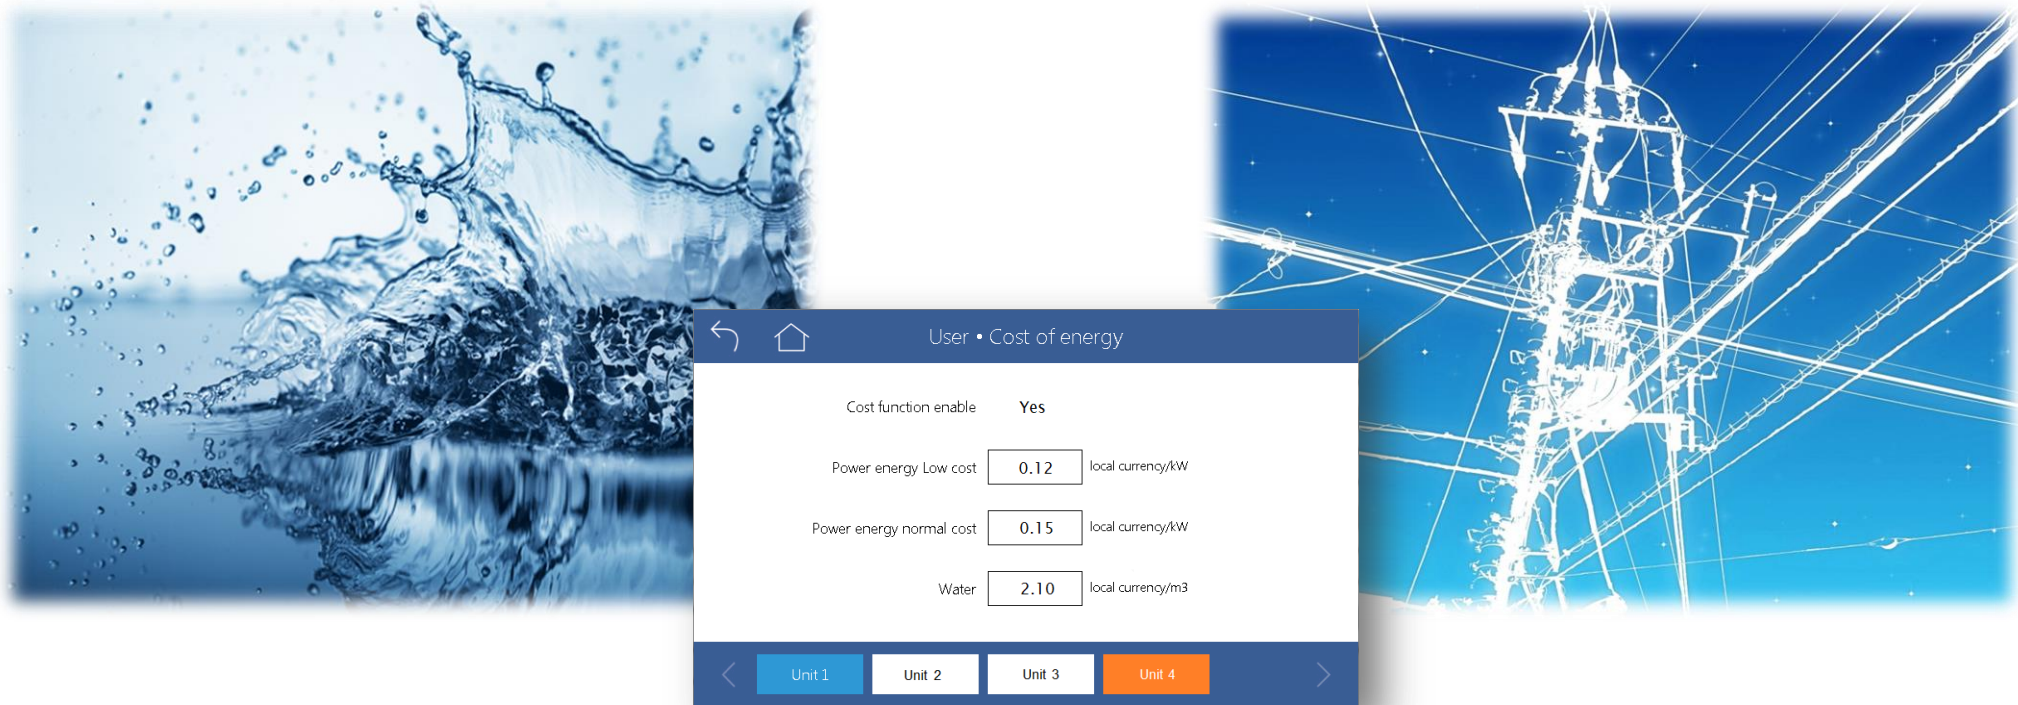 User • Cost of energy
Cost function enable Yes
Power energy Low cost 0.12 local currency/kW
Power energy normal cost 0.15 local currency/kW
Water 2.10 local currency/m3
Unit 1 Unit 2 Unit 3 Unit 4